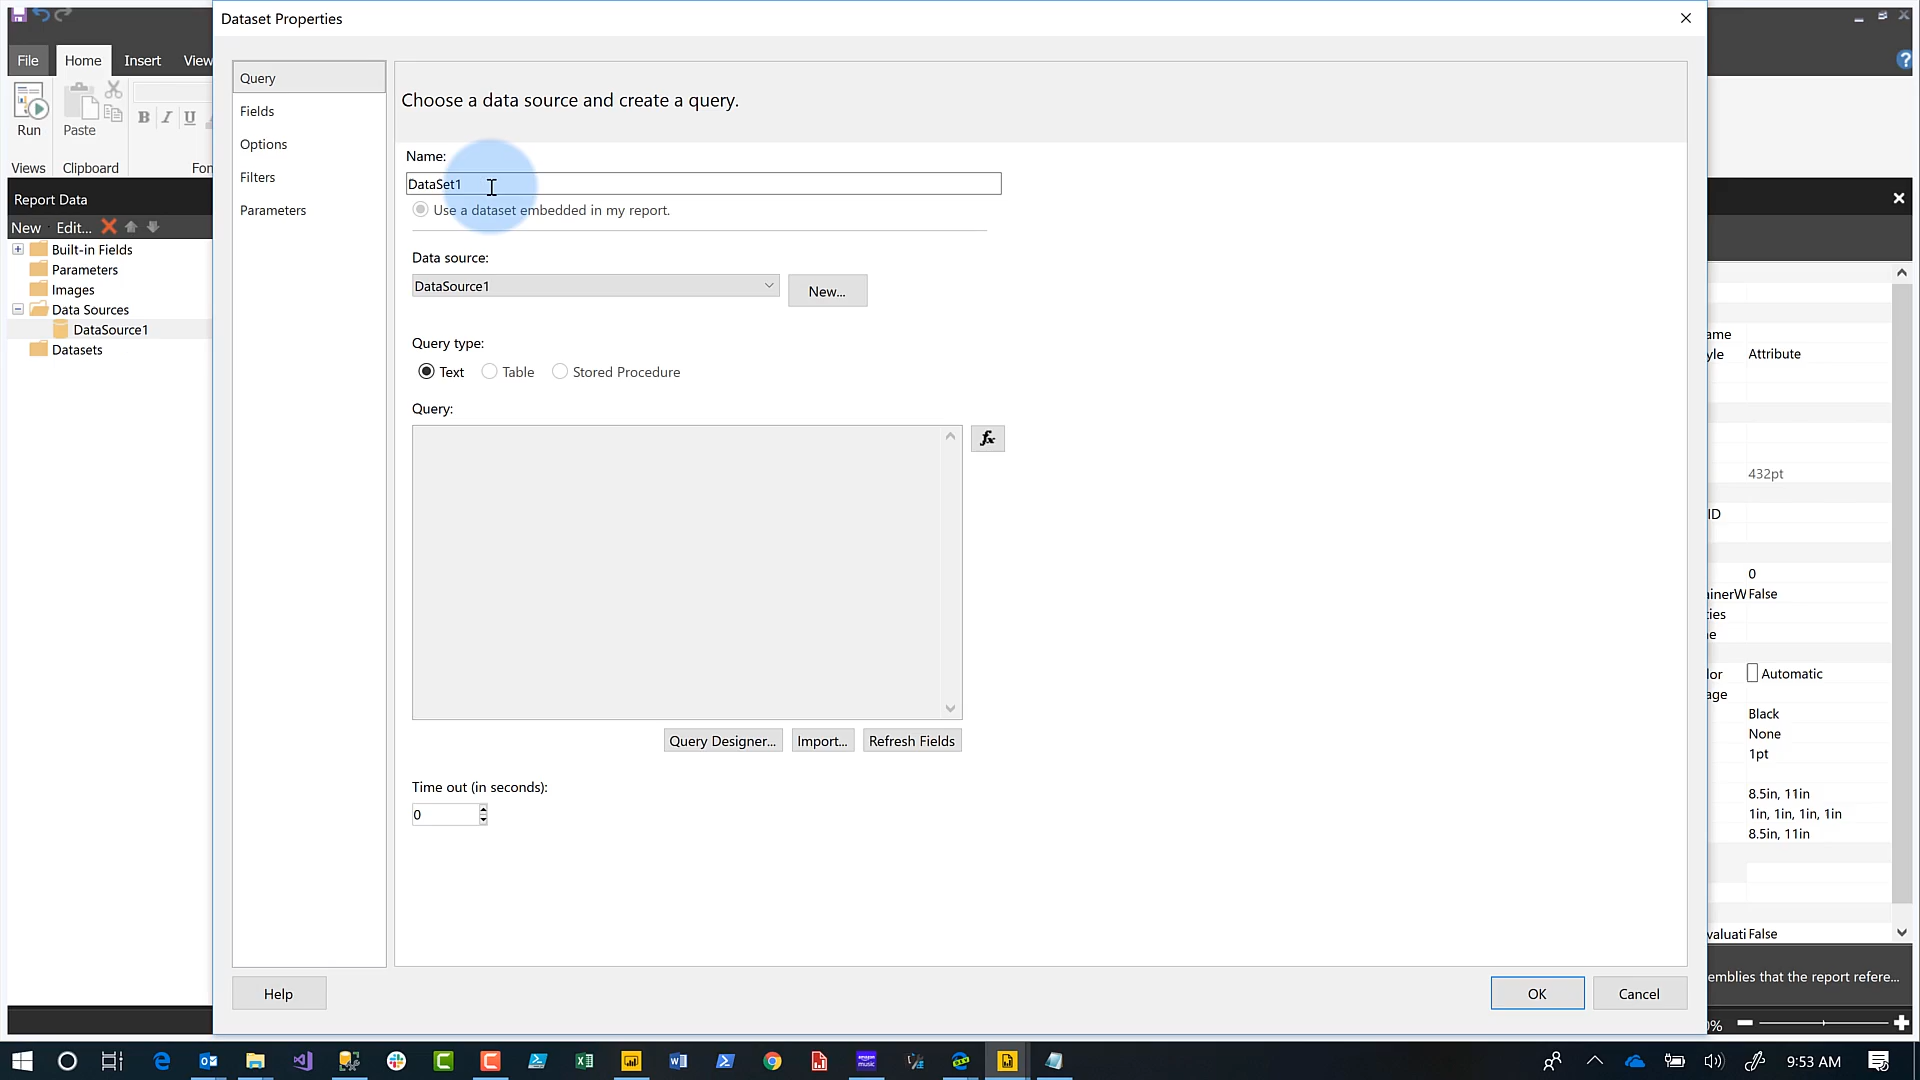 Dataset Properties
File Home Insert View
Run Paste B I U
Views Clipboard Fon
Report Data
New Edit...
Built-in Fields
Parameters
Images
Data Sources
DataSource1
Datasets
Query
Fields
Options
Filters
Parameters
Choose a data source and create a query.
Name:
DataSet1
Use a dataset embedded in my report.
Data source:
DataSource1 New...
Query type:
Text Table Stored Procedure
Query:
fx
Query Designer... Import... Refresh Fields
Time out (in seconds):
0
Help OK Cancel
?
ame
yle Attribute
432pt
ID
0
ainerW False
ties
ne
lor Automatic
age
Black
None
1pt
8.5in, 11in
1in, 1in, 1in, 1in
8.5in, 11in
valuati False
emblies that the report refere...
0%
9:53 AM